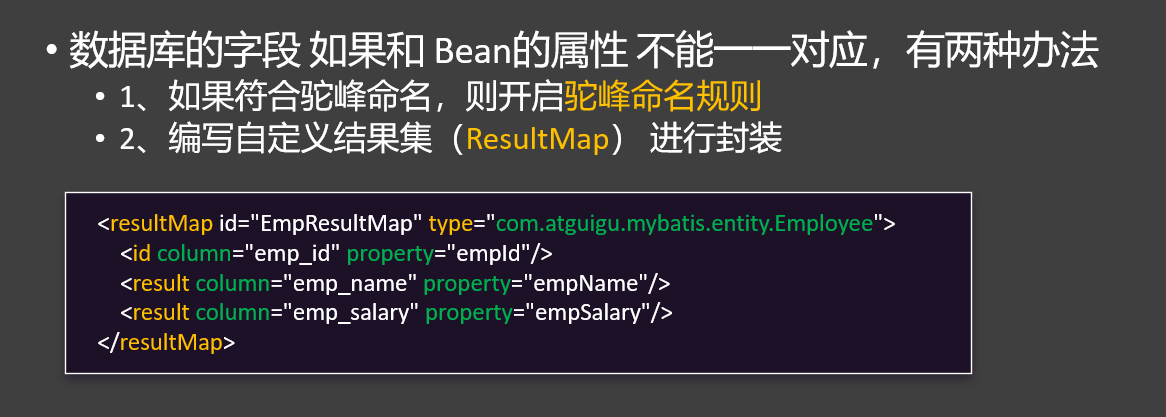 • 数据库的字段 如果和 Bean的属性 不能一一对应，有两种办法
• 1、如果符合驼峰命名，则开启驼峰命名规则
• 2、编写自定义结果集（ResultMap） 进行封装
<resultMap id="EmpResultMap" type="com.atguigu.mybatis.entity.Employee">
<id column="emp_id" property="empId"/>
<result column="emp_name" property="empName"/>
<result column="emp_salary" property="empSalary"/>
</resultMap>